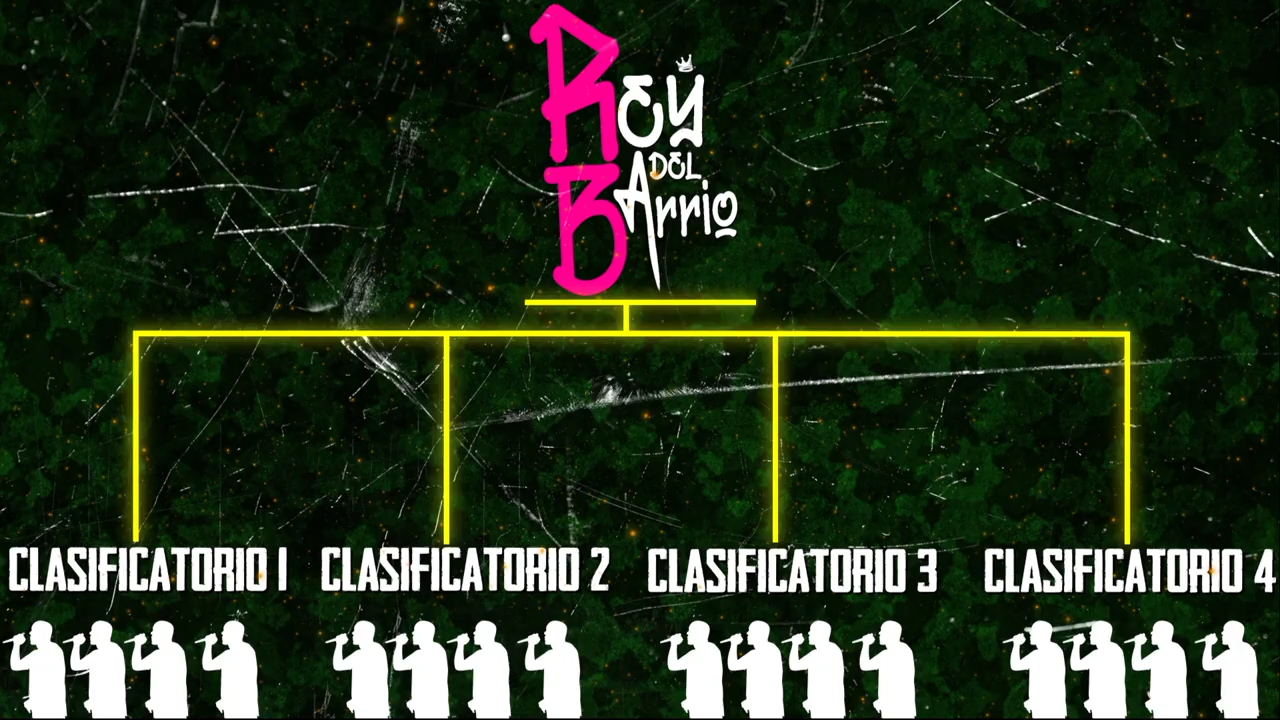 REy
DEL
BArrio
CLASIFICATORIO 1
CLASIFICATORIO 2
CLASIFICATORIO 3
CLASIFICATORIO 4